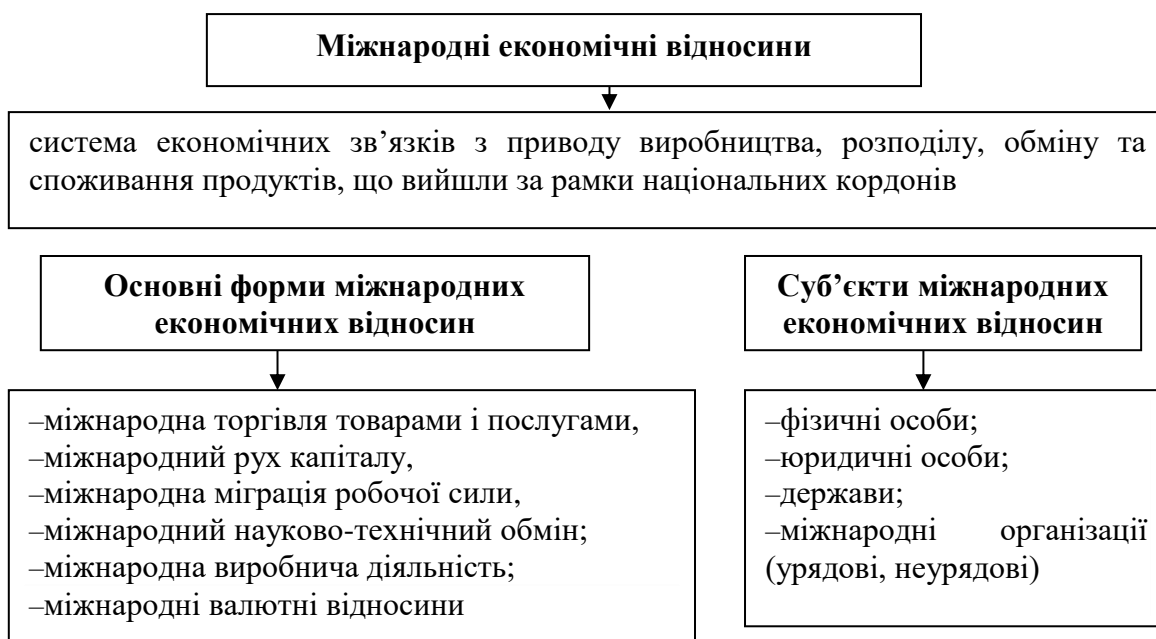 Міжнародні економічні відносини
система економічних зв’язків з приводу виробництва, розподілу, обміну та
споживання продуктів, що вийшли за рамки національних кордонів
Основні форми міжнародних
економічних відносин
–міжнародна торгівля товарами і послугами,
–міжнародний рух капіталу,
–міжнародна міграція робочої сили,
–міжнародний науково-технічний обмін;
–міжнародна виробнича діяльність;
–міжнародні валютні відносини
Суб’єкти міжнародних
економічних відносин
–фізичні особи;
–юридичні особи;
–держави;
–міжнародні організації
(урядові, неурядові)